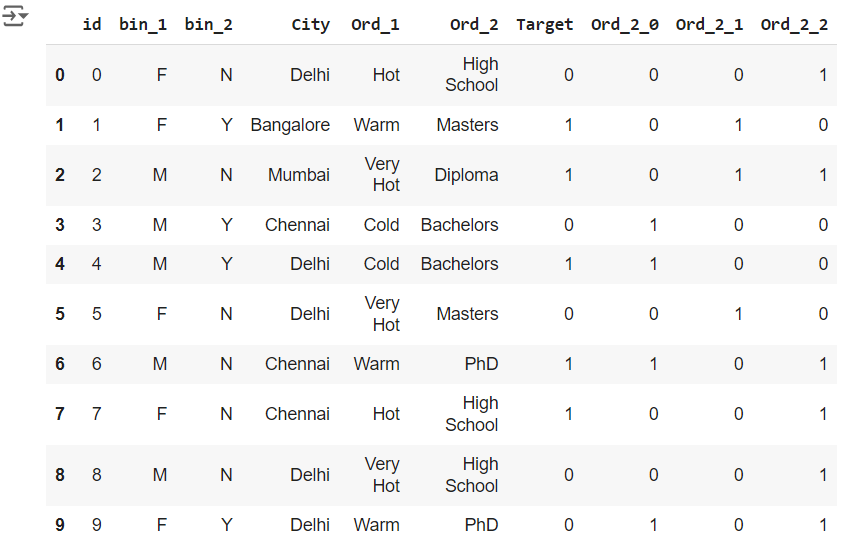 id bin_1 bin_2 City Ord_1 Ord_2 Target Ord_2_0 Ord_2_1 Ord_2_2
0 0 F N Delhi Hot High School 0 0 0 1
1 1 F Y Bangalore Warm Masters 1 0 1 0
2 2 M N Mumbai Very Hot Diploma 1 0 1 1
3 3 M Y Chennai Cold Bachelors 0 1 0 0
4 4 M Y Delhi Cold Bachelors 1 1 0 0
5 5 F N Delhi Very Hot Masters 0 0 1 0
6 6 M N Chennai Warm PhD 1 1 0 1
7 7 F N Chennai Hot High School 1 0 0 1
8 8 M N Delhi Very Hot High School 0 0 0 1
9 9 F Y Delhi Warm PhD 0 1 0 1